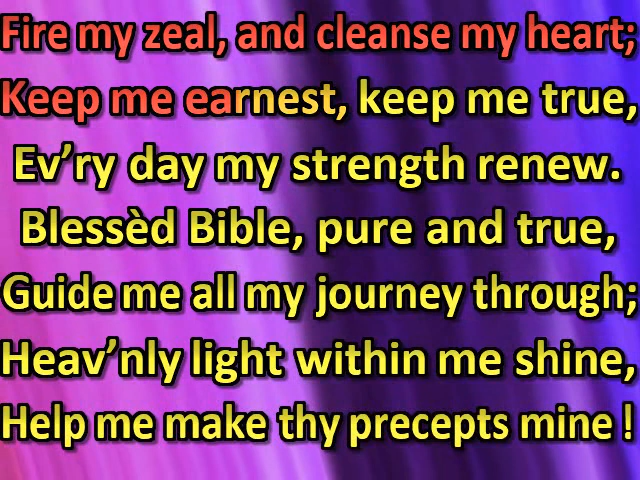 Fire my zeal, and cleanse my heart;
Keep me earnest, keep me true,
Ev’ry day my strength renew.
Blessèd Bible, pure and true,
Guide me all my journey through;
Heav’nly light within me shine,
Help me make thy precepts mine !